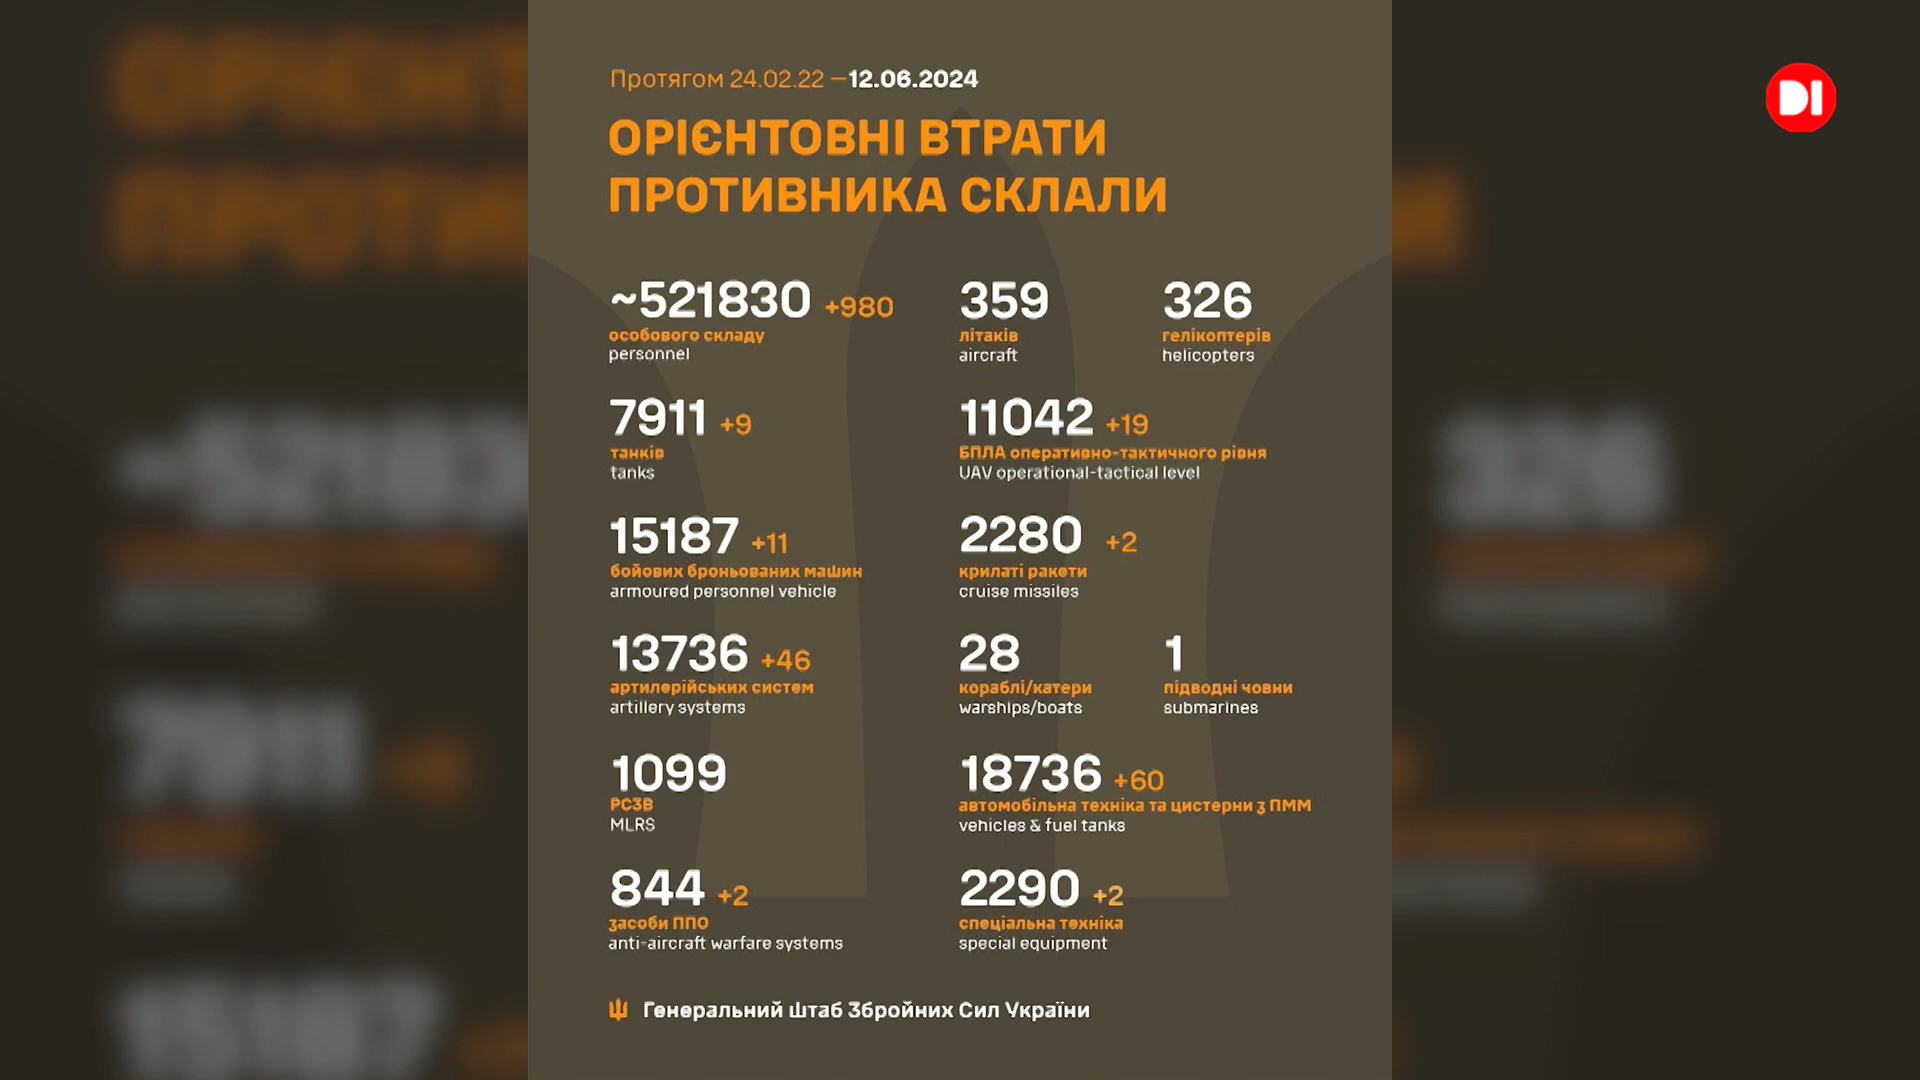 Протягом 24.02.22 —12.06.2024
DI
ОРІЄНТОВНІ ВТРАТИ
ПРОТИВНИКА СКЛАЛИ
~521830 +980
особового складу
personnel
359
літаків
aircraft
326
гелікоптерів
helicopters
7911 +9
танків
tanks
11042 +19
БПЛА оперативно-тактичного рівня
UAV operational-tactical level
15187 +11
бойових броньованих машин
armoured personnel vehicle
2280 +2
крилаті ракети
cruise missiles
13736 +46
артилерійських систем
artillery systems
28
кораблі/катери
warships/boats
1
підводні човни
submarines
1099
РСЗВ
MLRS
18736 +60
автомобільна техніка та цистерни з ПММ
vehicles & fuel tanks
844 +2
засоби ППО
anti-aircraft warfare systems
2290 +2
спеціальна техніка
special equipment
Генеральний штаб Збройних Сил України